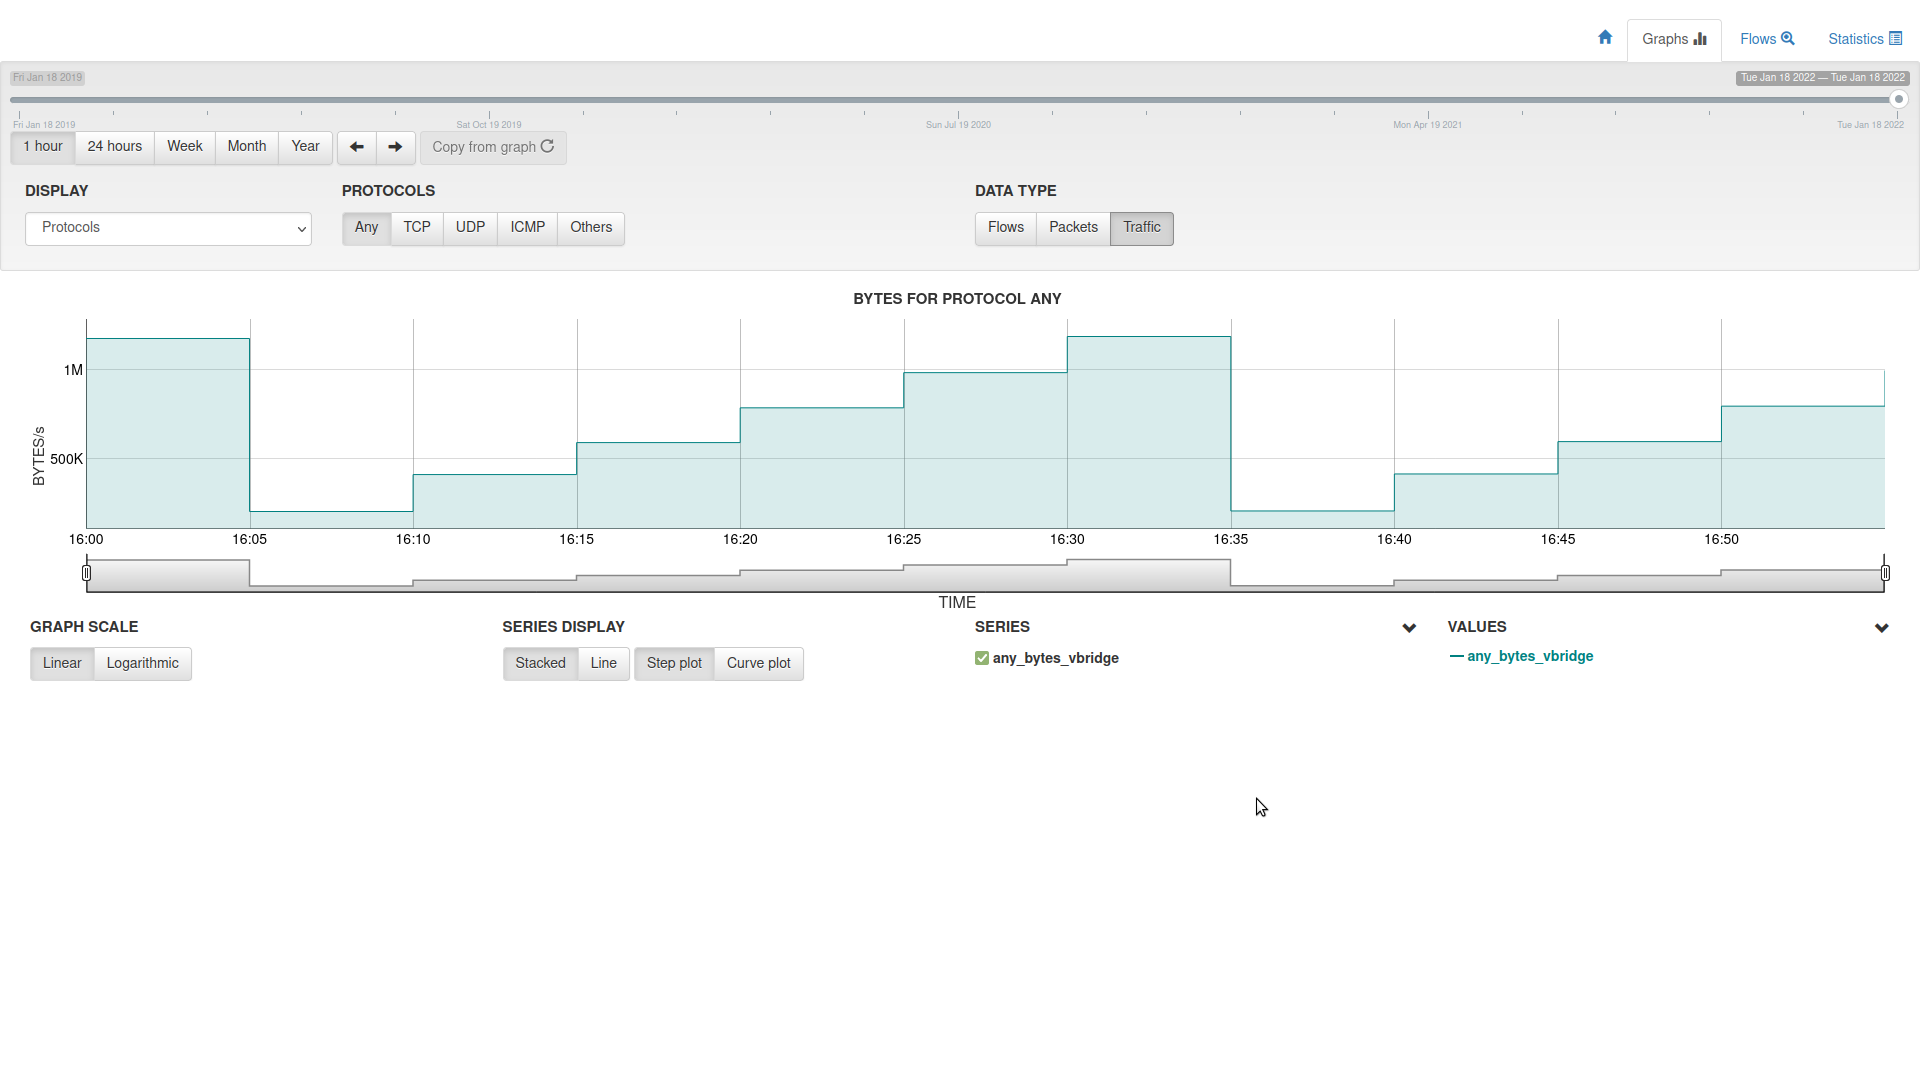 Graphs Flows Statistics
Fri Jan 18 2019 Tue Jan 18 2022 — Tue Jan 18 2022
Fri Jan 18 2019 Sat Oct 19 2019 Sun Jul 19 2020 Mon Apr 19 2021 Tue Jan 18 2022
1 hour 24 hours Week Month Year Copy from graph
DISPLAY PROTOCOLS DATA TYPE
Protocols Any TCP UDP ICMP Others Flows Packets Traffic
BYTES FOR PROTOCOL ANY
1M
500K
BYTES/s
16:00 16:05 16:10 16:15 16:20 16:25 16:30 16:35 16:40 16:45 16:50
TIME
GRAPH SCALE SERIES DISPLAY SERIES VALUES
Linear Logarithmic Stacked Line Step plot Curve plot any_bytes_vbridge any_bytes_vbridge